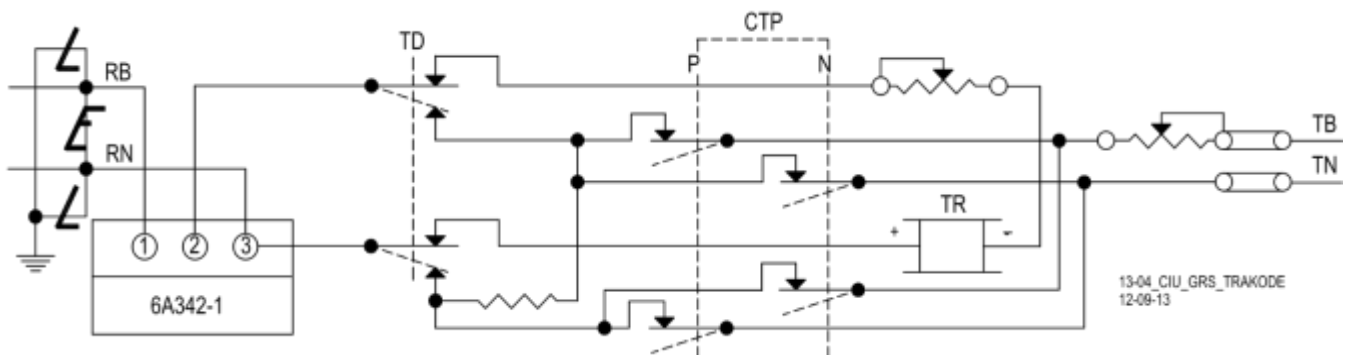 CTP
TD
P N
RB
RN
TB
TN
TR
+ -
1 2 3
6A342-1
13-04_CIU_GRS_TRAKODE
12-09-13